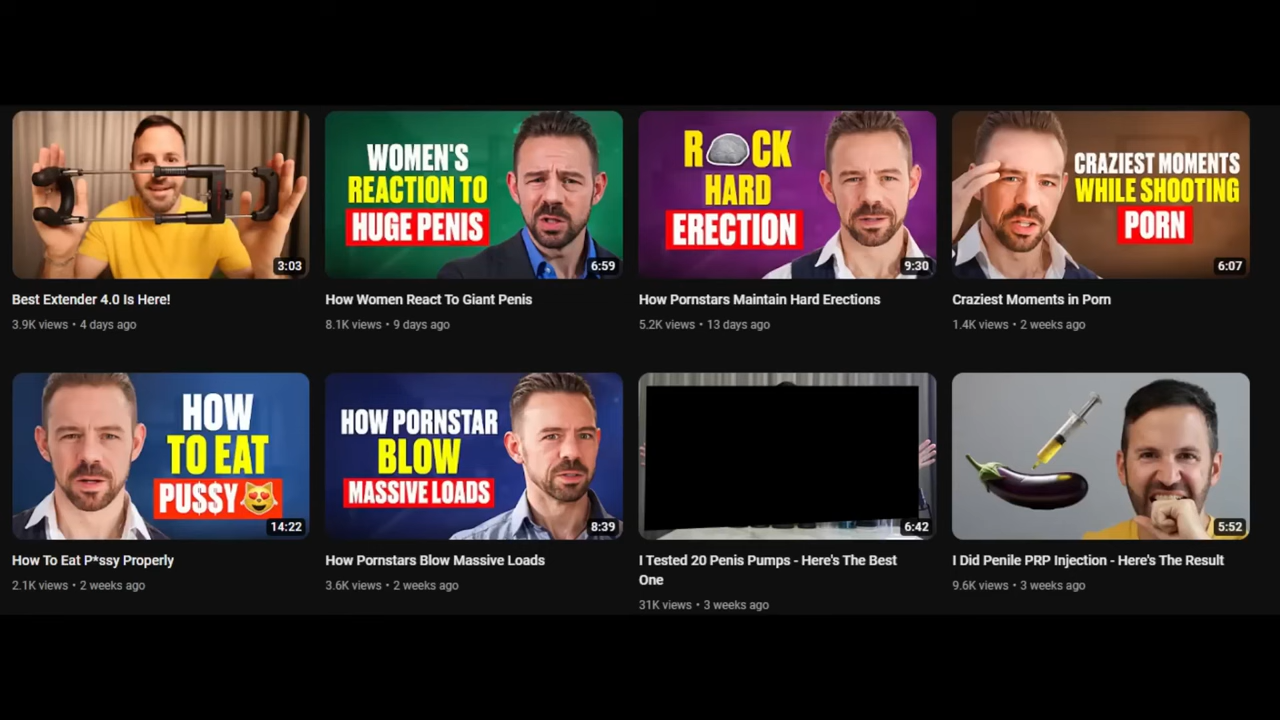 3:03
WOMEN'S
REACTION TO
HUGE PENIS
6:59
R CK
HARD
ERECTION
9:30
CRAZIEST MOMENTS
WHILE SHOOTING
PORN
6:07
Best Extender 4.0 Is Here!
How Women React To Giant Penis
How Pornstars Maintain Hard Erections
Craziest Moments in Porn
3.9K views • 4 days ago
8.1K views • 9 days ago
5.2K views • 13 days ago
1.4K views • 2 weeks ago
HOW
TO EAT
PU$$Y
14:22
HOW PORNSTAR
BLOW
MASSIVE LOADS
8:39
6:42
5:52
How To Eat P*ssy Properly
How Pornstars Blow Massive Loads
I Tested 20 Penis Pumps - Here's The Best
One
I Did Penile PRP Injection - Here's The Result
2.1K views • 2 weeks ago
3.6K views • 2 weeks ago
31K views • 3 weeks ago
9.6K views • 3 weeks ago